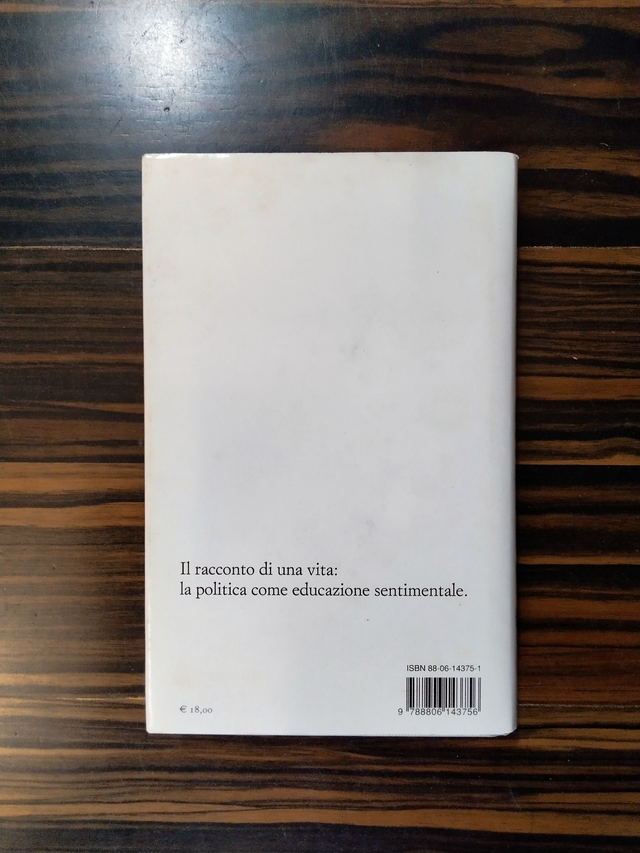 Il racconto di una vita:
la politica come educazione sentimentale.
ISBN 88-06-14375-1
€ 18,00
9 788806 143756